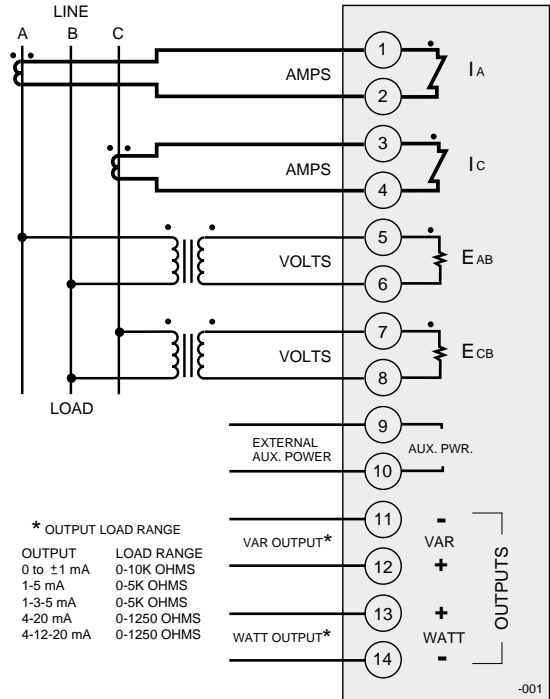 LINE
A B C
AMPS 1 IA
2
AMPS 3 IC
4
VOLTS 5 EAB
6
VOLTS 7 ECB
8
LOAD
EXTERNAL AUX. POWER 9 AUX. PWR.
10
* OUTPUT LOAD RANGE
OUTPUT LOAD RANGE
0 to ±1 mA 0-10K OHMS
1-5 mA 0-5K OHMS
1-3-5 mA 0-5K OHMS
4-20 mA 0-1250 OHMS
4-12-20 mA 0-1250 OHMS
VAR OUTPUT* 11 -
VAR
12 +
13 +
WATT OUTPUT* WATT
14 -
OUTPUTS
-001